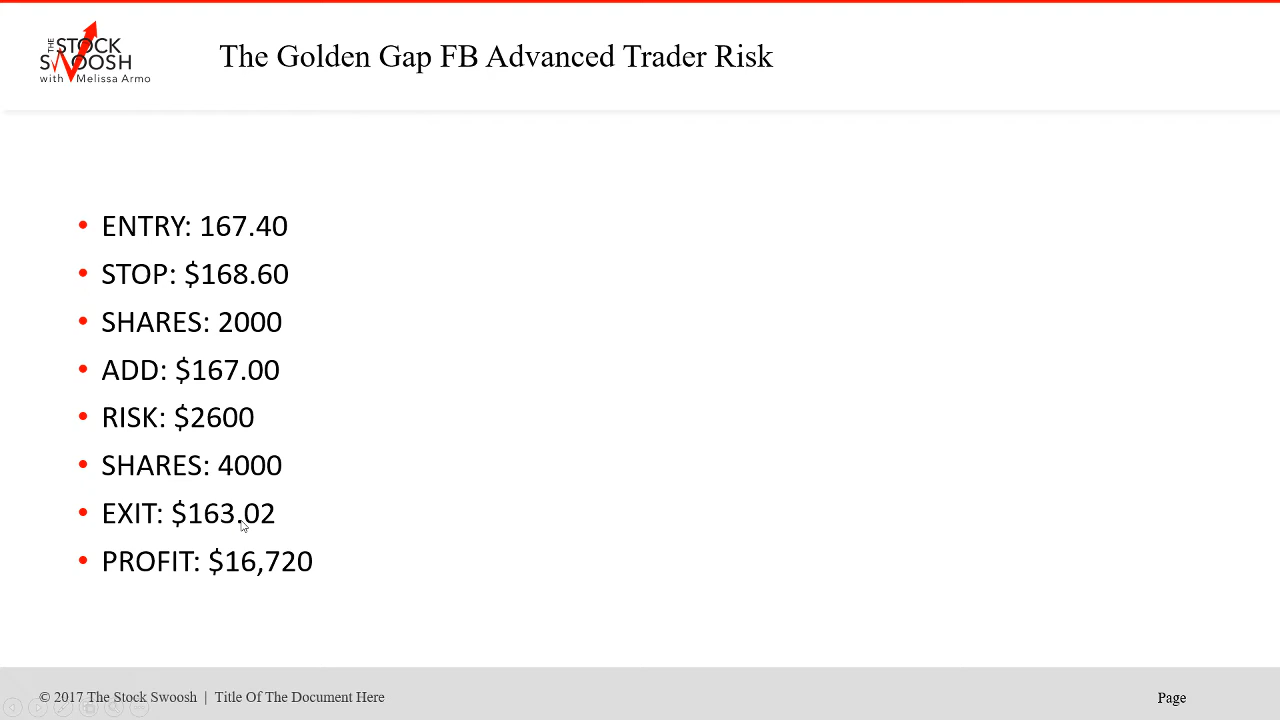 THE STOCK
SWOOSH
with Melissa Armo
The Golden Gap FB Advanced Trader Risk
• ENTRY: 167.40
• STOP: $168.60
• SHARES: 2000
• ADD: $167.00
• RISK: $2600
• SHARES: 4000
• EXIT: $163.02
• PROFIT: $16,720
© 2017 The Stock Swoosh | Title Of The Document Here
Page